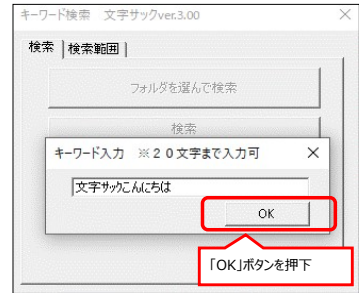 キーワード検索　文字サックver.3.00
検索 検索範囲
フォルダを選んで検索
検索
キーワード入力　※２０文字まで入力可
文字サックこんにちは
OK
「OK」ボタンを押下